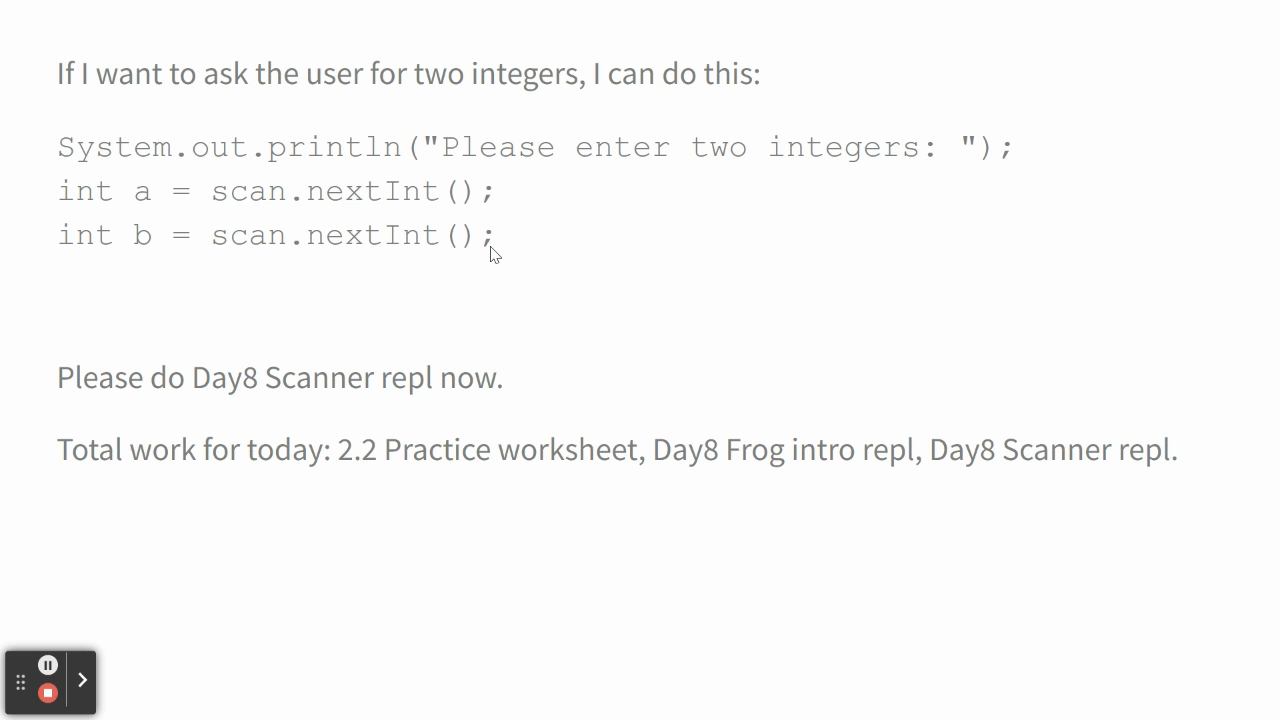 If I want to ask the user for two integers, I can do this:
System.out.println("Please enter two integers: ");
int a = scan.nextInt();
int b = scan.nextInt();
Please do Day8 Scanner repl now.
Total work for today: 2.2 Practice worksheet, Day8 Frog intro repl, Day8 Scanner repl.